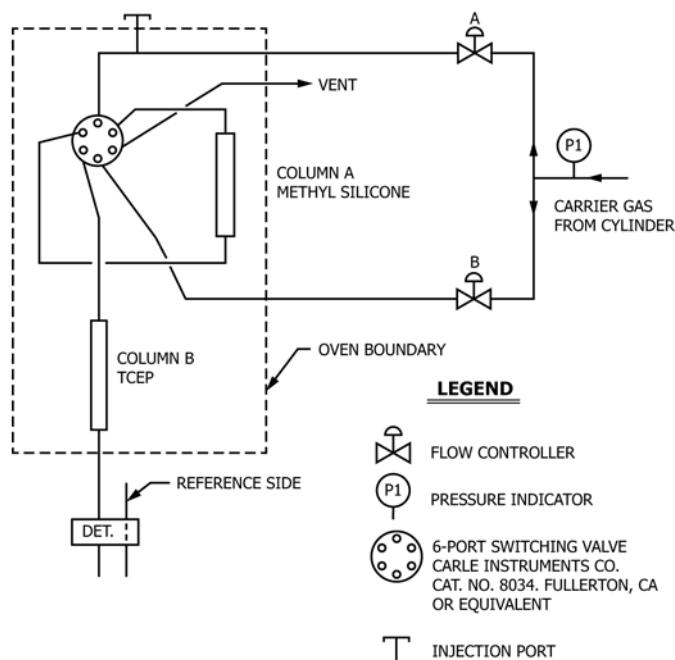 A
VENT
P1
COLUMN A
METHYL SILICONE
CARRIER GAS
FROM CYLINDER
B
COLUMN B
TCEP
OVEN BOUNDARY
LEGEND
FLOW CONTROLLER
REFERENCE SIDE
P1
PRESSURE INDICATOR
DET.
6-PORT SWITCHING VALVE
CARLE INSTRUMENTS CO.
CAT. NO. 8034. FULLERTON, CA
OR EQUIVALENT
INJECTION PORT